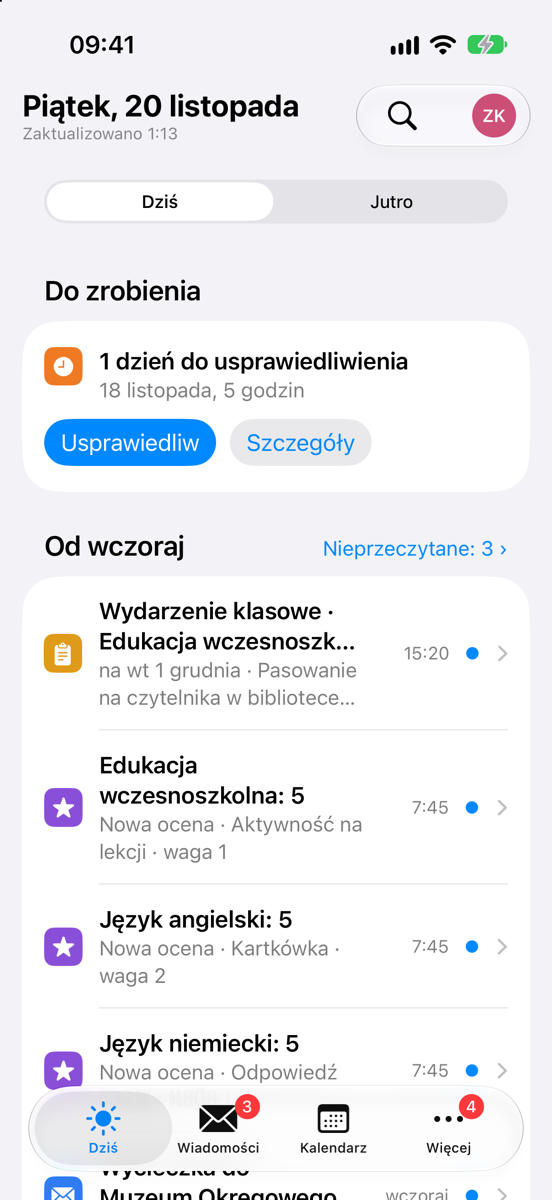 09:41
Piątek, 20 listopada
Zaktualizowano 1:13
ZK
Dziś
Jutro
Do zrobienia
1 dzień do usprawiedliwienia
18 listopada, 5 godzin
Usprawiedliw
Szczegóły
Od wczoraj
Nieprzeczytane: 3 ›
Wydarzenie klasowe ·
Edukacja wczesnoszk...
na wt 1 grudnia · Pasowanie
na czytelnika w bibliotece...
15:20
Edukacja
wczesnoszkolna: 5
Nowa ocena · Aktywność na
lekcji · waga 1
7:45
Język angielski: 5
Nowa ocena · Kartkówka ·
waga 2
7:45
Język niemiecki: 5
Nowa ocena · Odpowiedź
7:45
3
4
Dziś
Wiadomości
Kalendarz
Więcej
Wycieczka do
Muzeum Okręgowego
wczoraj